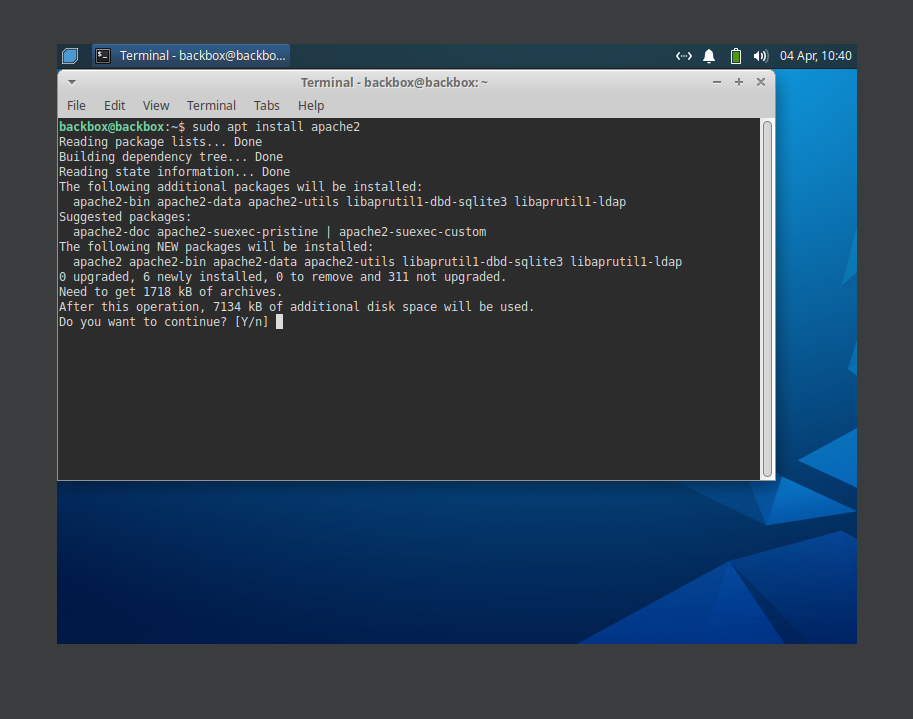 Terminal - backbox@backbo...
04 Apr, 10:40
Terminal - backbox@backbox: ~
File Edit View Terminal Tabs Help
backbox@backbox:~$ sudo apt install apache2
Reading package lists... Done
Building dependency tree... Done
Reading state information... Done
The following additional packages will be installed:
  apache2-bin apache2-data apache2-utils libaprutil1-dbd-sqlite3 libaprutil1-ldap
Suggested packages:
  apache2-doc apache2-suexec-pristine | apache2-suexec-custom
The following NEW packages will be installed:
  apache2 apache2-bin apache2-data apache2-utils libaprutil1-dbd-sqlite3 libaprutil1-ldap
0 upgraded, 6 newly installed, 0 to remove and 311 not upgraded.
Need to get 1718 kB of archives.
After this operation, 7134 kB of additional disk space will be used.
Do you want to continue? [Y/n]